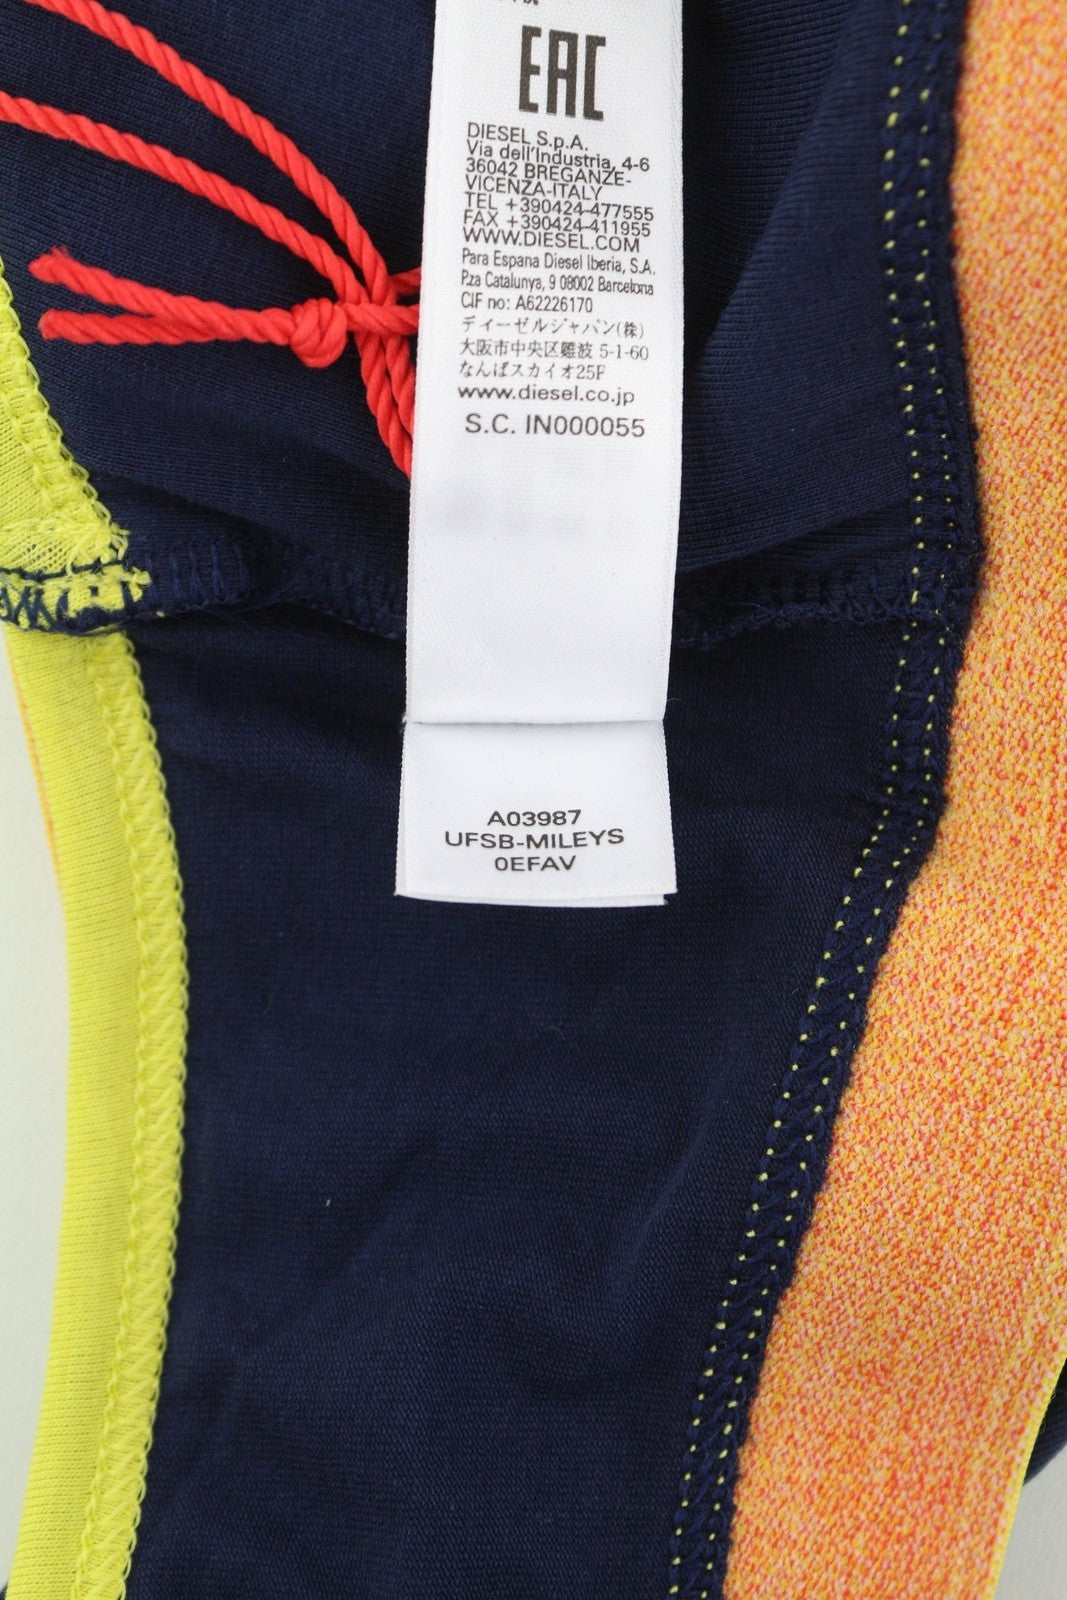 EAC
DIESEL S.p.A.
Via dell'Industria, 4-6
36042 BREGANZE-
VICENZA-ITALY
TEL +390424-477555
FAX +390424-411955
WWW.DIESEL.COM
Para Espana Diesel Iberia, S.A.
P.za Catalunya, 9 08002 Barcelona
CIF no: A62226170
ディーゼルジャパン(株)
大阪市中央区難波 5-1-60
なんばスカイオ25F
www.diesel.co.jp
S.C. IN000055
A03987
UFSB-MILEYS
0EFAV